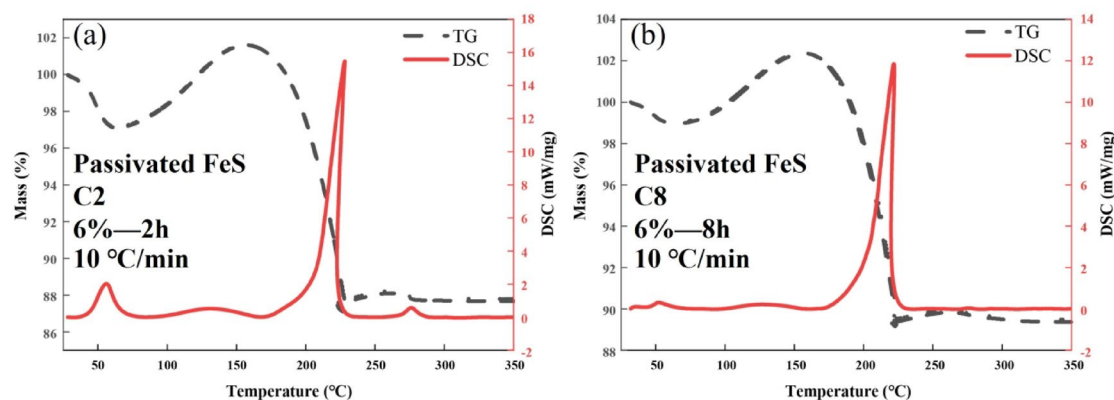 (a)
TG
DSC
Passivated FeS
C2
6%—2h
10 ℃/min
Mass (%)
102
100
98
96
94
92
90
88
86
50 100 150 200 250 300 350
Temperature (℃)
18
16
14
12
10
8
6
4
2
0
-2
DSC (mW/mg)
(b)
TG
DSC
Passivated FeS
C8
6%—8h
10 ℃/min
Mass (%)
104
102
100
98
96
94
92
90
88
50 100 150 200 250 300 350
Temperature (℃)
14
12
10
8
6
4
2
0
-2
DSC (mW/mg)